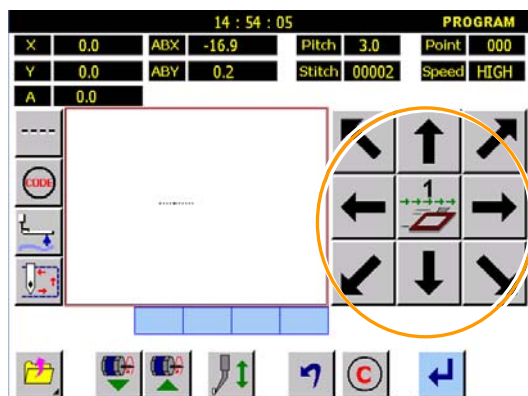 14 : 54 : 05 PROGRAM
X 0.0 ABX -16.9 Pitch 3.0 Point 000
Y 0.0 ABY 0.2 Stitch 00002 Speed HIGH
A 0.0
CODE
1
C